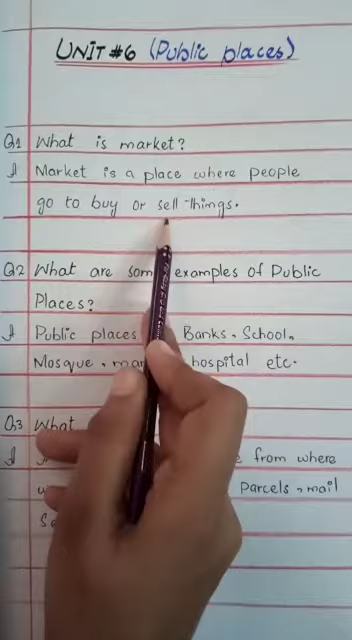 UNIT #6 (Public places)
Q1 What is market?
A Market is a place where people
go to buy or sell things.
Q2 What are som examples of Public
Places?
A Public places Banks, School,
Mosque, mar hospital etc.
Q3 What
A from where
Parcels, mail